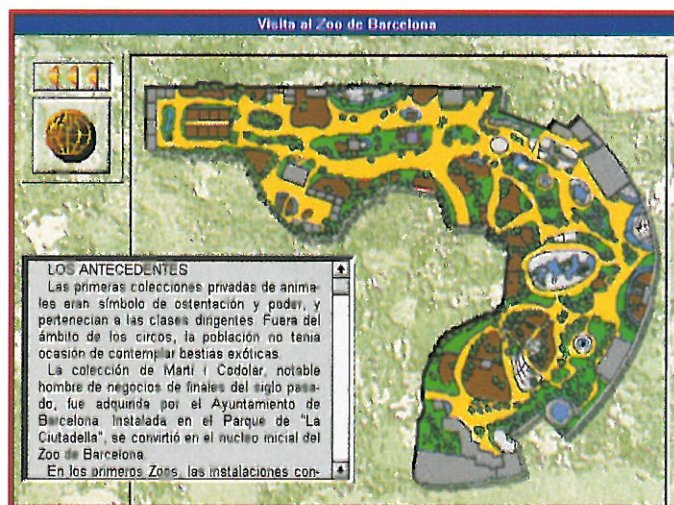 Visita al Zoo de Barcelona
LOS ANTECEDENTES
Las primeras colecciones privadas de anima-
les eran símbolo de ostentación y poder, y
pertenecian a las clases dirigentes. Fuera del
ámbito de los circos, la población no tenia
ocasión de contemplar bestias exóticas.
La colección de Martí i Codolar, notable
hombre de negocios de finales del siglo pasa-
do, fue adquirida por el Ayuntamiento de
Barcelona. Instalada en el Parque de "La
Ciutadella", se convirtió en el nucleo inicial del
Zoo de Barcelona.
En los primeros Zoos, las instalaciones con-